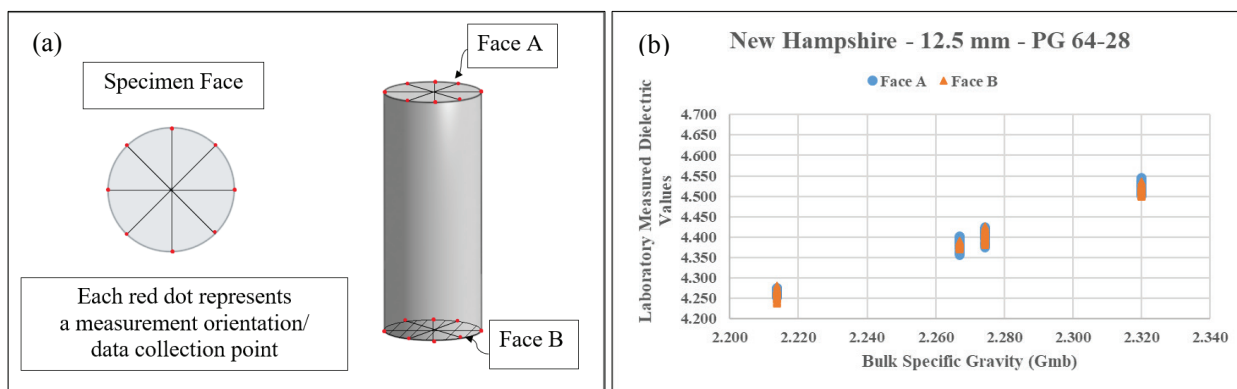 (a)
Specimen Face
Face A
Face B
Each red dot represents
a measurement orientation/
data collection point
(b)
New Hampshire - 12.5 mm - PG 64-28
Face A Face B
Laboratory Measured Dielectric
Values
4.700
4.650
4.600
4.550
4.500
4.450
4.400
4.350
4.300
4.250
4.200
2.200 2.220 2.240 2.260 2.280 2.300 2.320 2.340
Bulk Specific Gravity (Gmb)